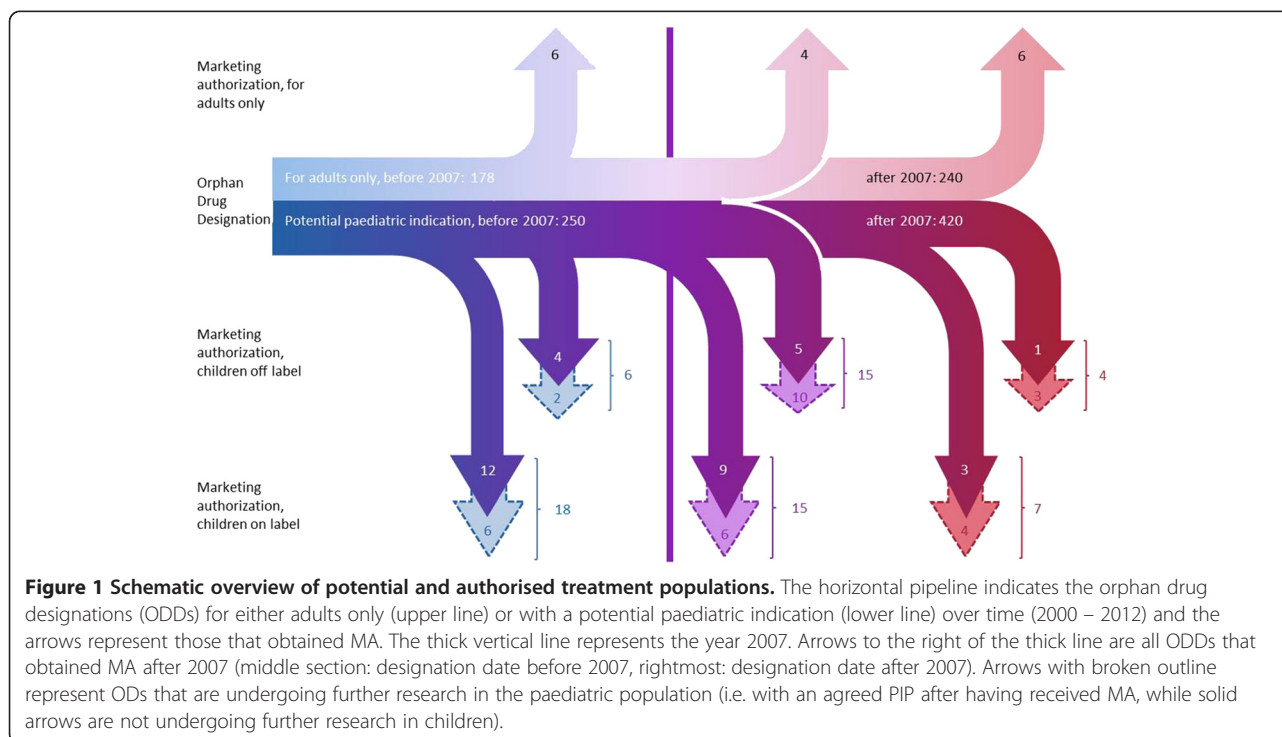 Marketing
authorization, for
adults only
6
4
6
Orphan
Drug
Designation,
For adults only, before 2007: 178
after 2007: 240
Potential paediatric indication, before 2007: 250
after 2007: 420
Marketing
authorization,
children off label
4
2
6
5
10
15
1
3
4
Marketing
authorization,
children on label
12
6
18
9
6
15
3
4
7
Figure 1 Schematic overview of potential and authorised treatment populations. The horizontal pipeline indicates the orphan drug
designations (ODDs) for either adults only (upper line) or with a potential paediatric indication (lower line) over time (2000 – 2012) and the
arrows represent those that obtained MA. The thick vertical line represents the year 2007. Arrows to the right of the thick line are all ODDs that
obtained MA after 2007 (middle section: designation date before 2007, rightmost: designation date after 2007). Arrows with broken outline
represent ODs that are undergoing further research in the paediatric population (i.e. with an agreed PIP after having received MA, while solid
arrows are not undergoing further research in children).